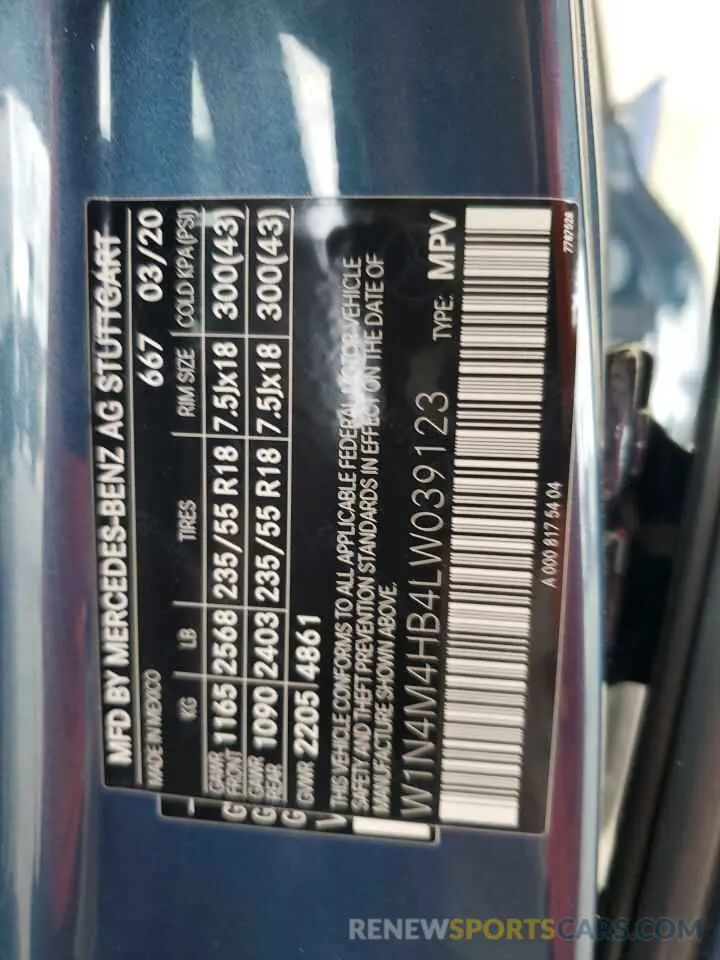 MFD BY MERCEDES-BENZ AG STUTTGART
MADE IN MEXICO 667 03/20
KG LB TIRES RIM SIZE COLD KPA(PSI)
GAWR FRONT 1165 2568 235/55 R18 7.5Jx18 300(43)
GAWR REAR 1090 2403 235/55 R18 7.5Jx18 300(43)
GWR 2205 4861
THIS VEHICLE CONFORMS TO ALL APPLICABLE FEDERAL MOTOR VEHICLE
SAFETY AND THEFT PREVENTION STANDARDS IN EFFECT ON THE DATE OF
MANUFACTURE SHOWN ABOVE.
W1N4M4HB4LW039123 TYPE: MPV
A 000 817 54 04
7787528
G
G
G
V
RENEWSPORTSCARS.COM